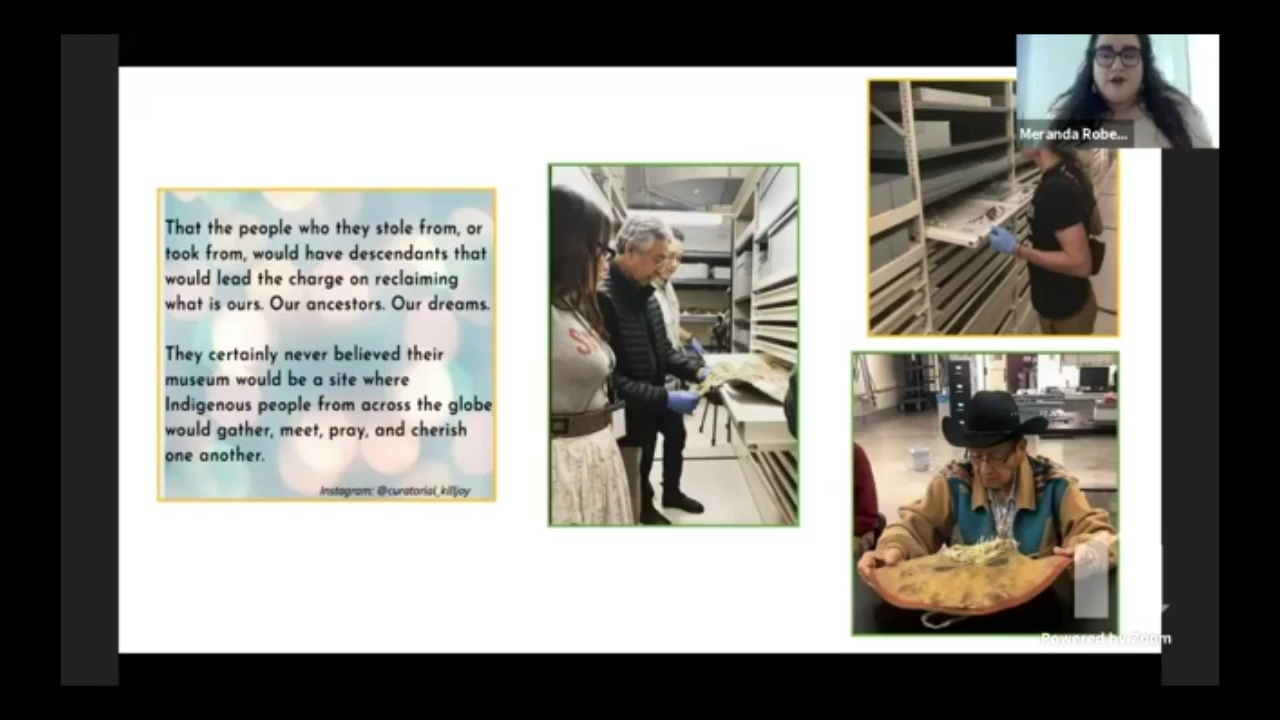 That the people who they stole from, or
took from, would have descendants that
would lead the charge on reclaiming
what is ours. Our ancestors. Our dreams.
They certainly never believed their
museum would be a site where
Indigenous people from across the globe
would gather, meet, pray, and cherish
one another.
Instagram: @curatorial_killjoy
Meranda Robe...
Powered by Zoom